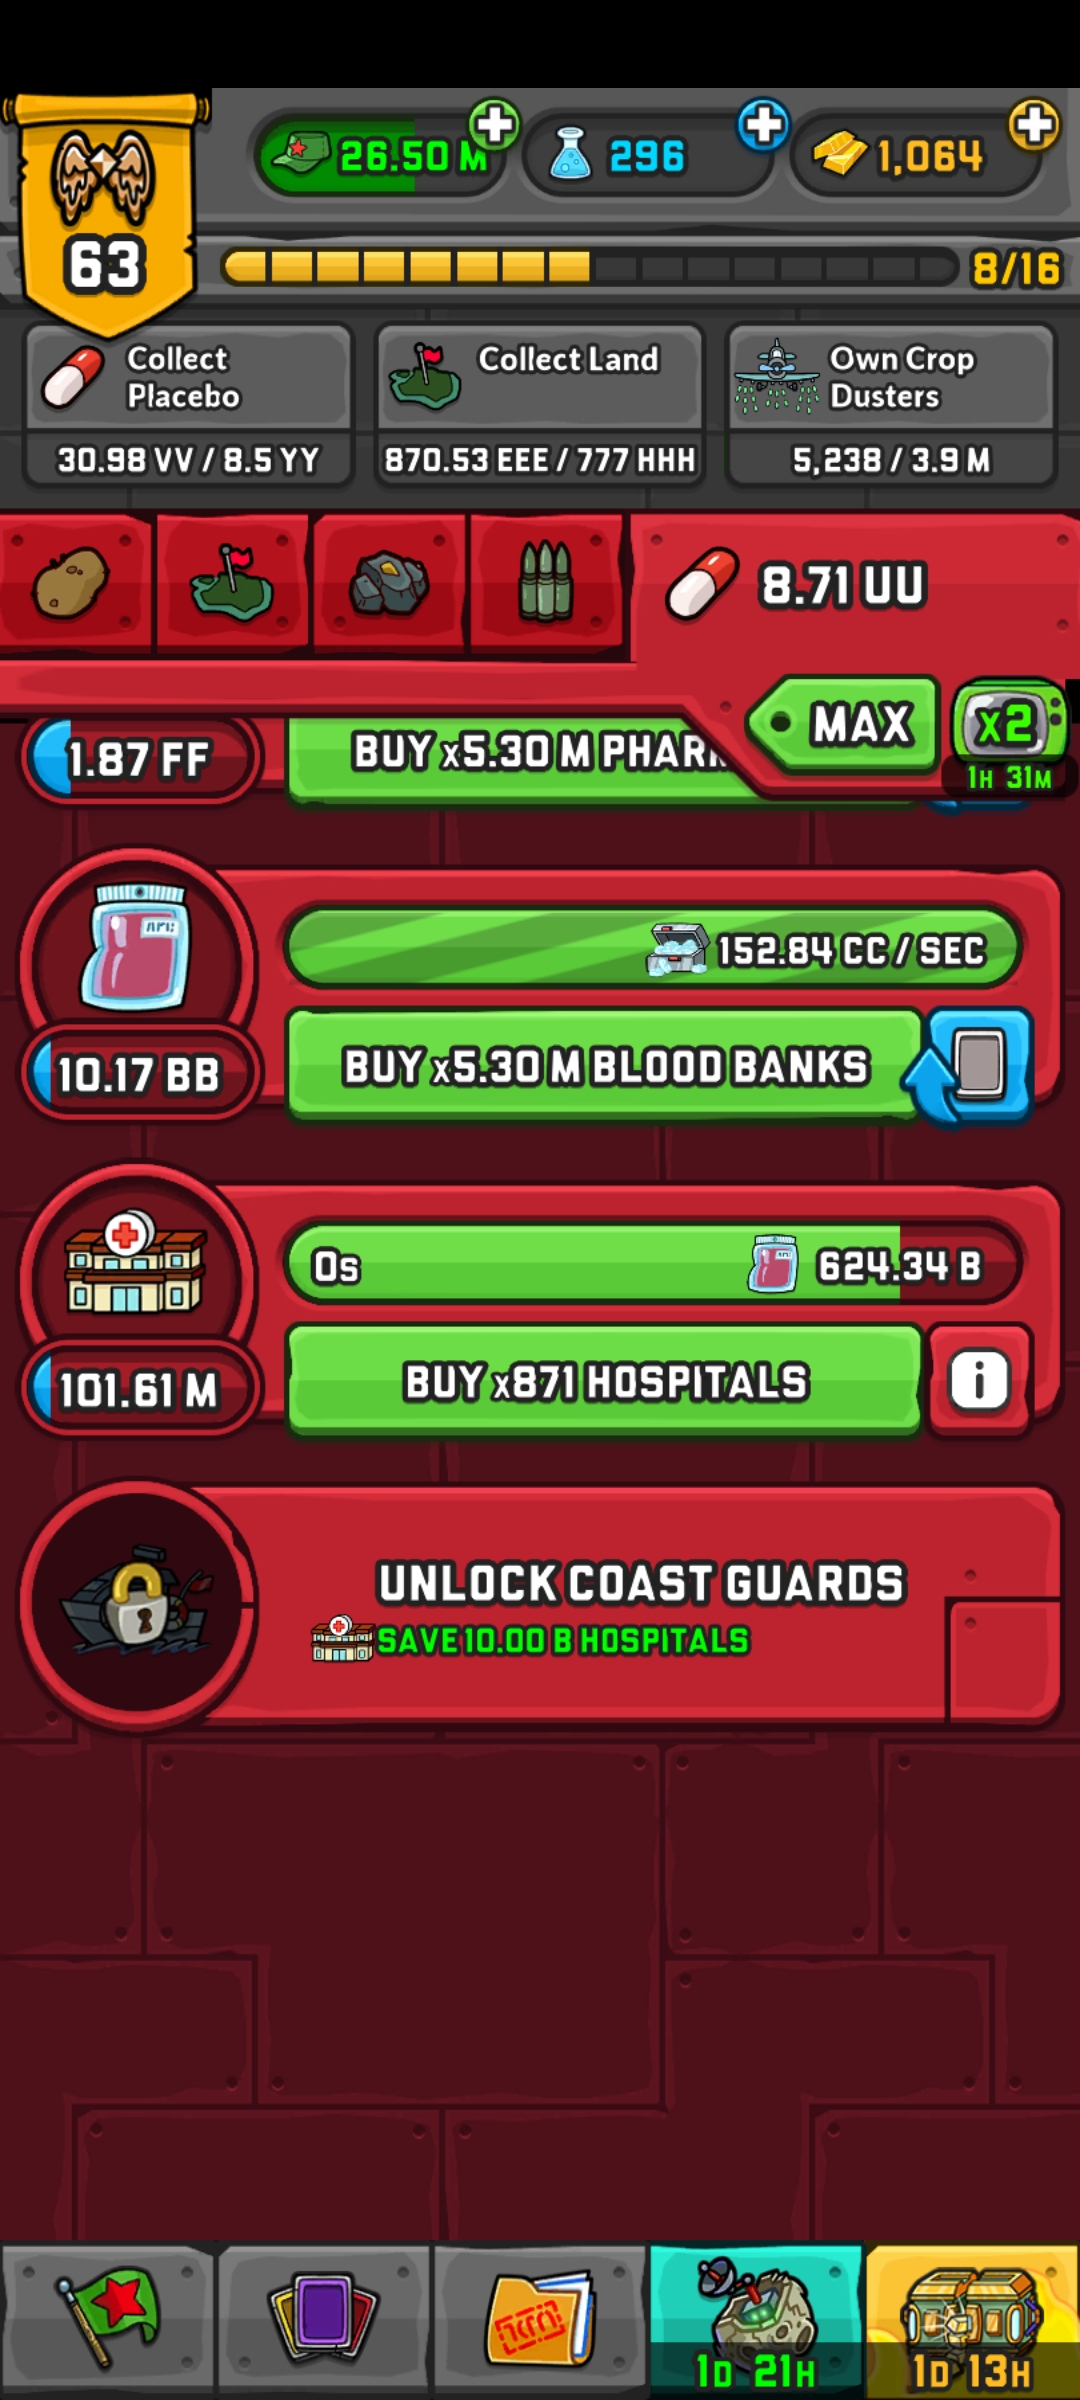 26.50 M
296
1,064
63
8/16
Collect
Placebo
30.98 VV / 8.5 YY
Collect Land
870.53 EEE / 777 HHH
Own Crop
Dusters
5,238 / 3.9 M
8.71 UU
MAX
X2
1H 31M
1.87 FF
BUY x5.30 M
152.84 CC / SEC
10.17 BB
BUY x5.30 M BLOOD BANKS
0s
624.34 B
101.61 M
BUY x871 HOSPITALS
i
UNLOCK COAST GUARDS
SAVE 10.00 B HOSPITALS
1D 21H
1D 13H